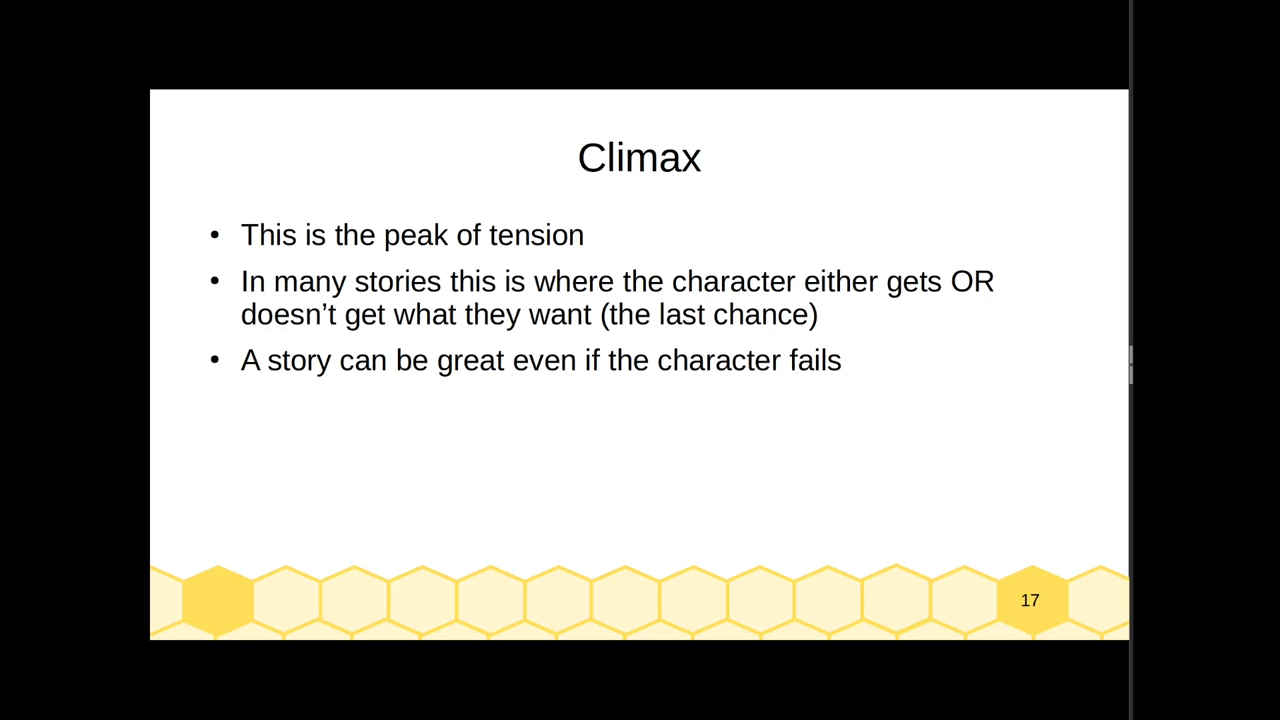 Climax
• This is the peak of tension
• In many stories this is where the character either gets OR
doesn’t get what they want (the last chance)
• A story can be great even if the character fails
17